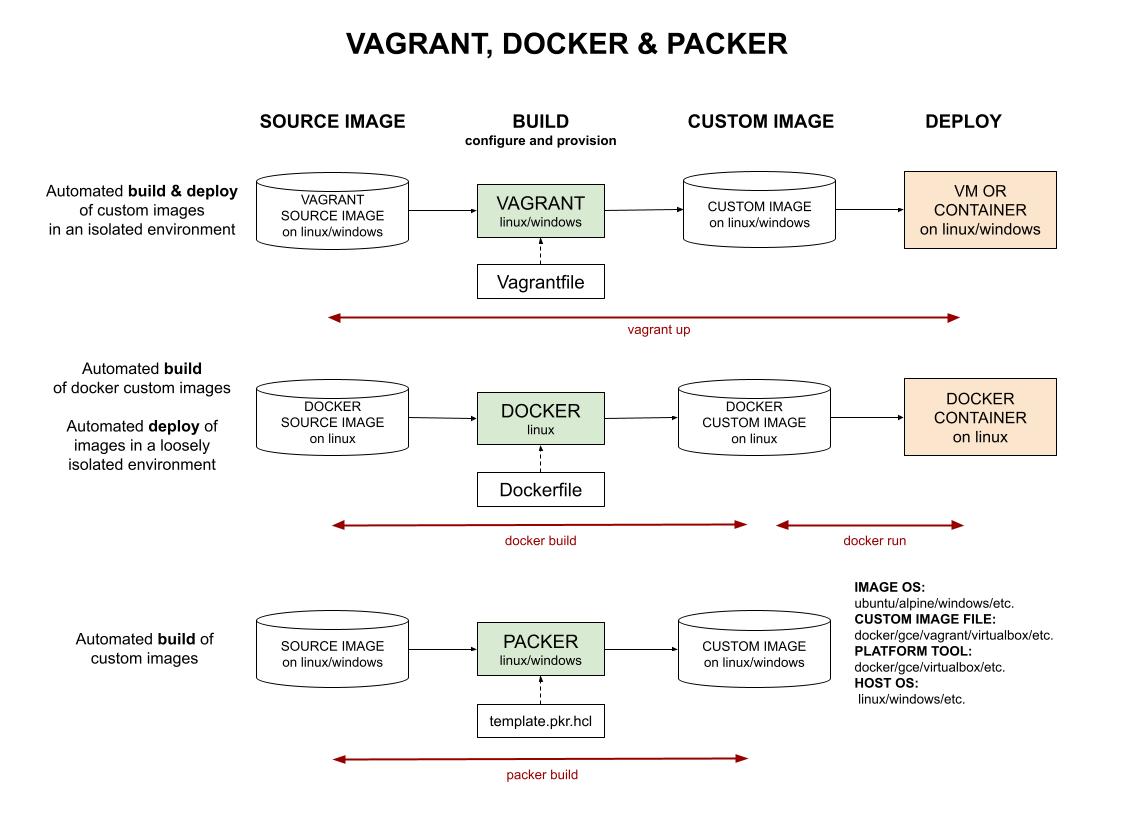 VAGRANT, DOCKER & PACKER
SOURCE IMAGE
BUILD
configure and provision
CUSTOM IMAGE
DEPLOY
Automated build & deploy
of custom images
in an isolated environment
VAGRANT
SOURCE IMAGE
on linux/windows
VAGRANT
linux/windows
Vagrantfile
CUSTOM IMAGE
on linux/windows
VM OR
CONTAINER
on linux/windows
vagrant up
Automated build
of docker custom images
Automated deploy of
images in a loosely
isolated environment
DOCKER
SOURCE IMAGE
on linux
DOCKER
linux
Dockerfile
DOCKER
CUSTOM IMAGE
on linux
DOCKER
CONTAINER
on linux
docker build
docker run
Automated build of
custom images
SOURCE IMAGE
on linux/windows
PACKER
linux/windows
template.pkr.hcl
CUSTOM IMAGE
on linux/windows
IMAGE OS:
ubuntu/alpine/windows/etc.
CUSTOM IMAGE FILE:
docker/gce/vagrant/virtualbox/etc.
PLATFORM TOOL:
docker/gce/virtualbox/etc.
HOST OS:
linux/windows/etc.
packer build